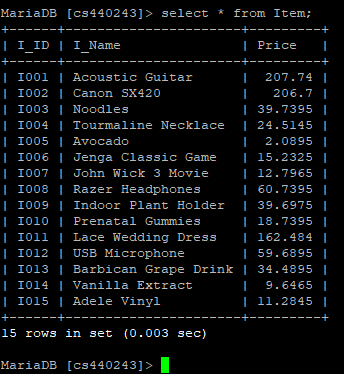 MariaDB [cs440243]> select * from Item;
+------+-----------------------+---------+
| I_ID | I_Name                | Price   |
+------+-----------------------+---------+
| I001 | Acoustic Guitar       |  207.74 |
| I002 | Canon SX420           |   206.7 |
| I003 | Noodles               | 39.7395 |
| I004 | Tourmaline Necklace   | 24.5145 |
| I005 | Avocado               |  2.0895 |
| I006 | Jenga Classic Game    | 15.2325 |
| I007 | John Wick 3 Movie     | 12.7965 |
| I008 | Razer Headphones      | 60.7395 |
| I009 | Indoor Plant Holder   | 39.6975 |
| I010 | Prenatal Gummies      | 18.7395 |
| I011 | Lace Wedding Dress    | 162.484 |
| I012 | USB Microphone        | 59.6895 |
| I013 | Barbican Grape Drink | 34.4895 |
| I014 | Vanilla Extract       |  9.6465 |
| I015 | Adele Vinyl           | 11.2845 |
+------+-----------------------+---------+
15 rows in set (0.003 sec)
MariaDB [cs440243]>